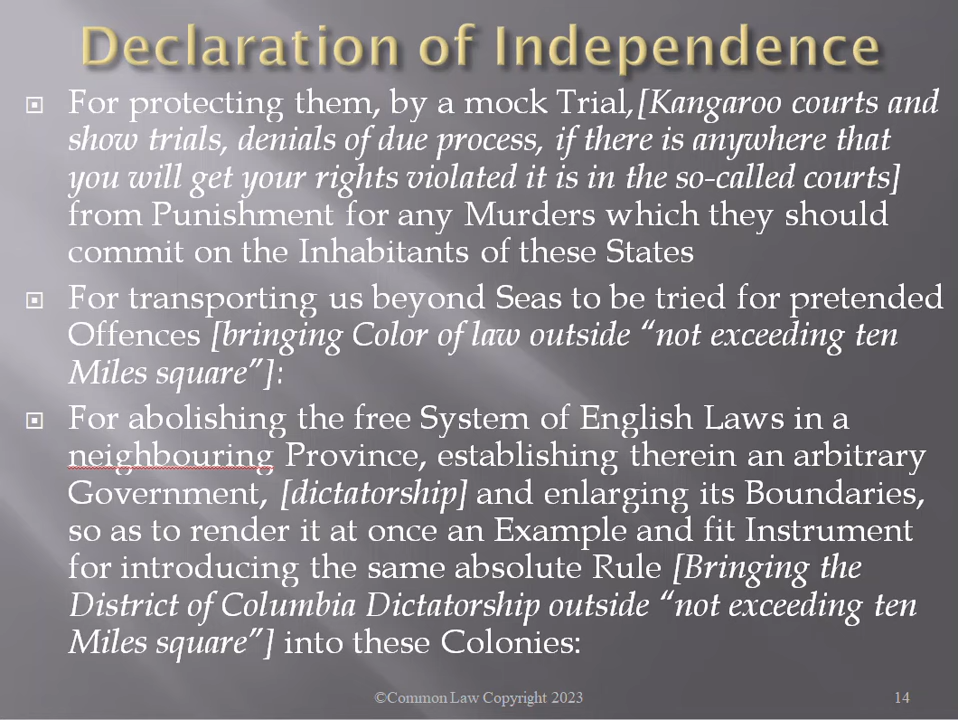 Declaration of Independence
For protecting them, by a mock Trial,[Kangaroo courts and
show trials, denials of due process, if there is anywhere that
you will get your rights violated it is in the so-called courts]
from Punishment for any Murders which they should
commit on the Inhabitants of these States
For transporting us beyond Seas to be tried for pretended
Offences [bringing Color of law outside “not exceeding ten
Miles square”]:
For abolishing the free System of English Laws in a
neighbouring Province, establishing therein an arbitrary
Government, [dictatorship] and enlarging its Boundaries,
so as to render it at once an Example and fit Instrument
for introducing the same absolute Rule [Bringing the
District of Columbia Dictatorship outside “not exceeding ten
Miles square”] into these Colonies:
©Common Law Copyright 2023 14